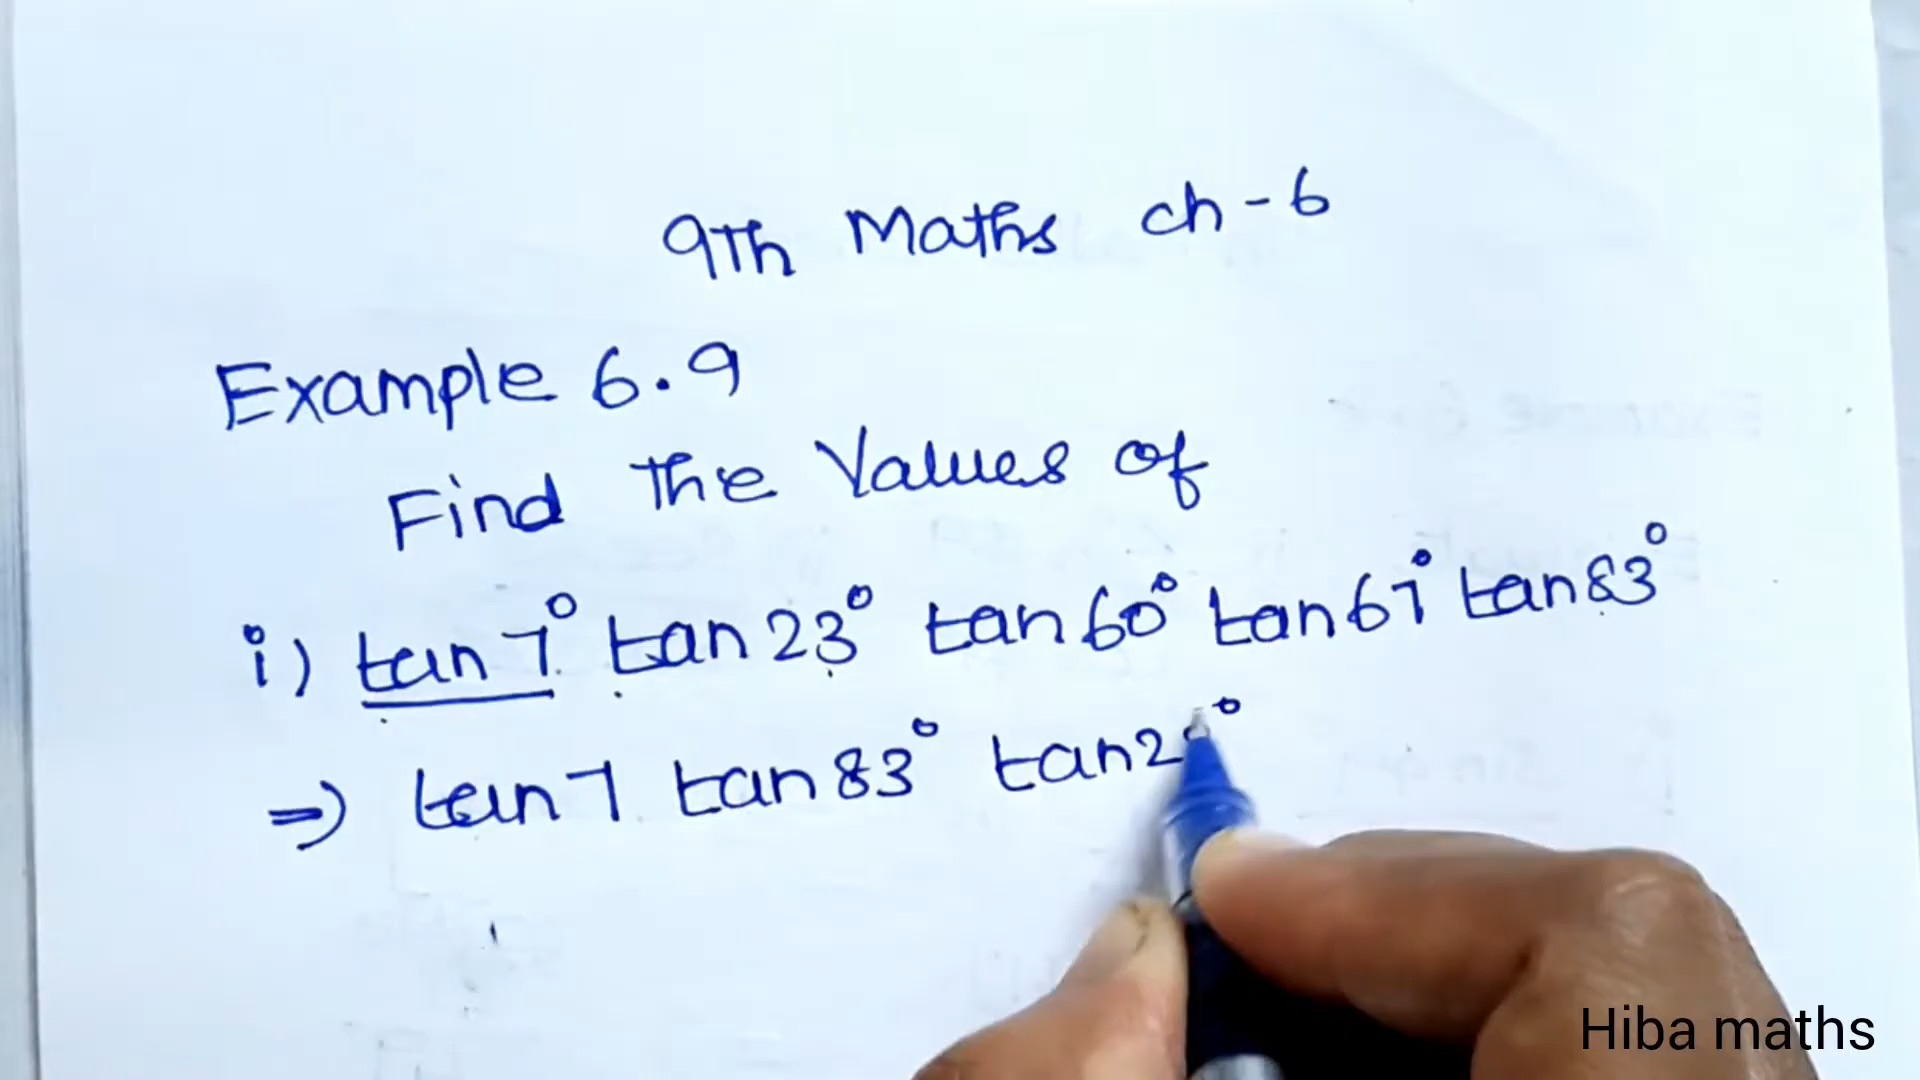 9Th Maths ch-6
Example 6.9
Find The Values of
i) tan 7° tan 23° tan 60° tan 67° tan 83°
⇒ tan 7 tan 83° tan 2
Hiba maths